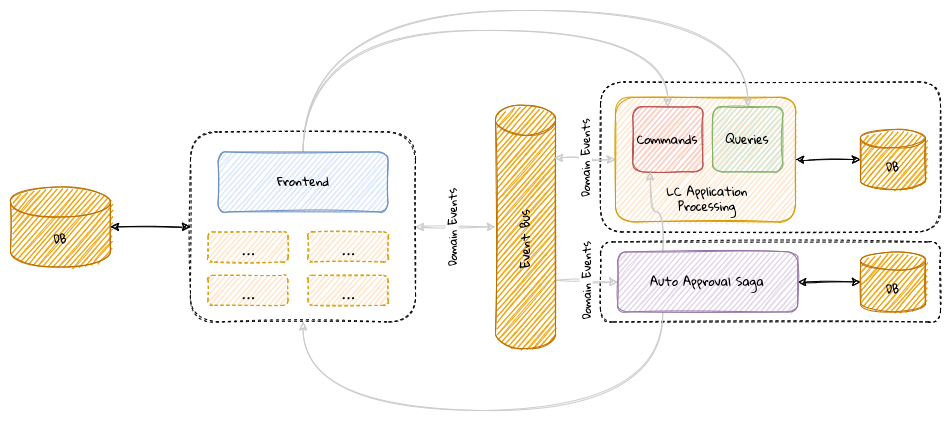 DB
Frontend
...
...
...
...
Domain Events
Event Bus
Domain Events
Commands
Queries
LC Application
Processing
DB
Domain Events
Auto Approval Saga
DB